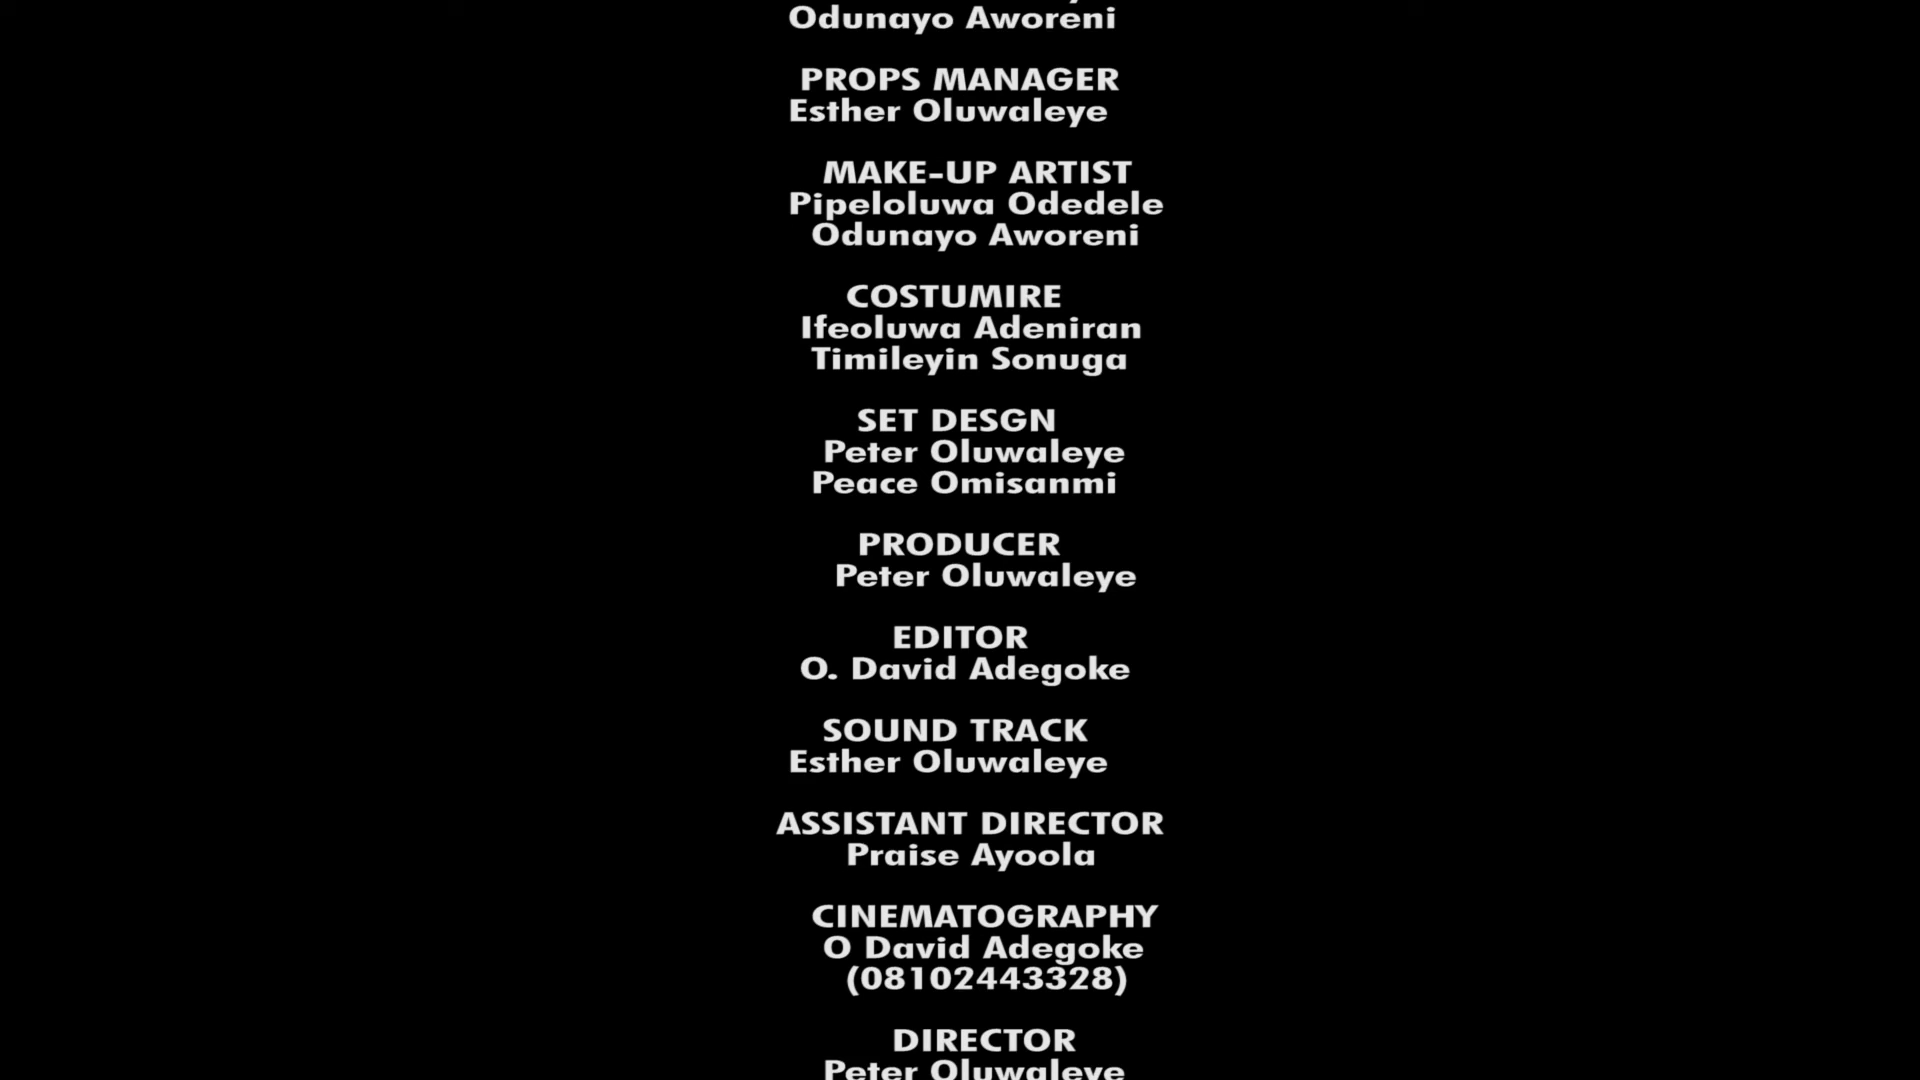 Odunayo Aworeni
PROPS MANAGER
Esther Oluwaleye
MAKE-UP ARTIST
Pipeloluwa Odedele
Odunayo Aworeni
COSTUMIRE
Ifeoluwa Adeniran
Timileyin Sonuga
SET DESGN
Peter Oluwaleye
Peace Omisanmi
PRODUCER
Peter Oluwaleye
EDITOR
O. David Adegoke
SOUND TRACK
Esther Oluwaleye
ASSISTANT DIRECTOR
Praise Ayoola
CINEMATOGRAPHY
O David Adegoke
(08102443328)
DIRECTOR
Peter Oluwaleye